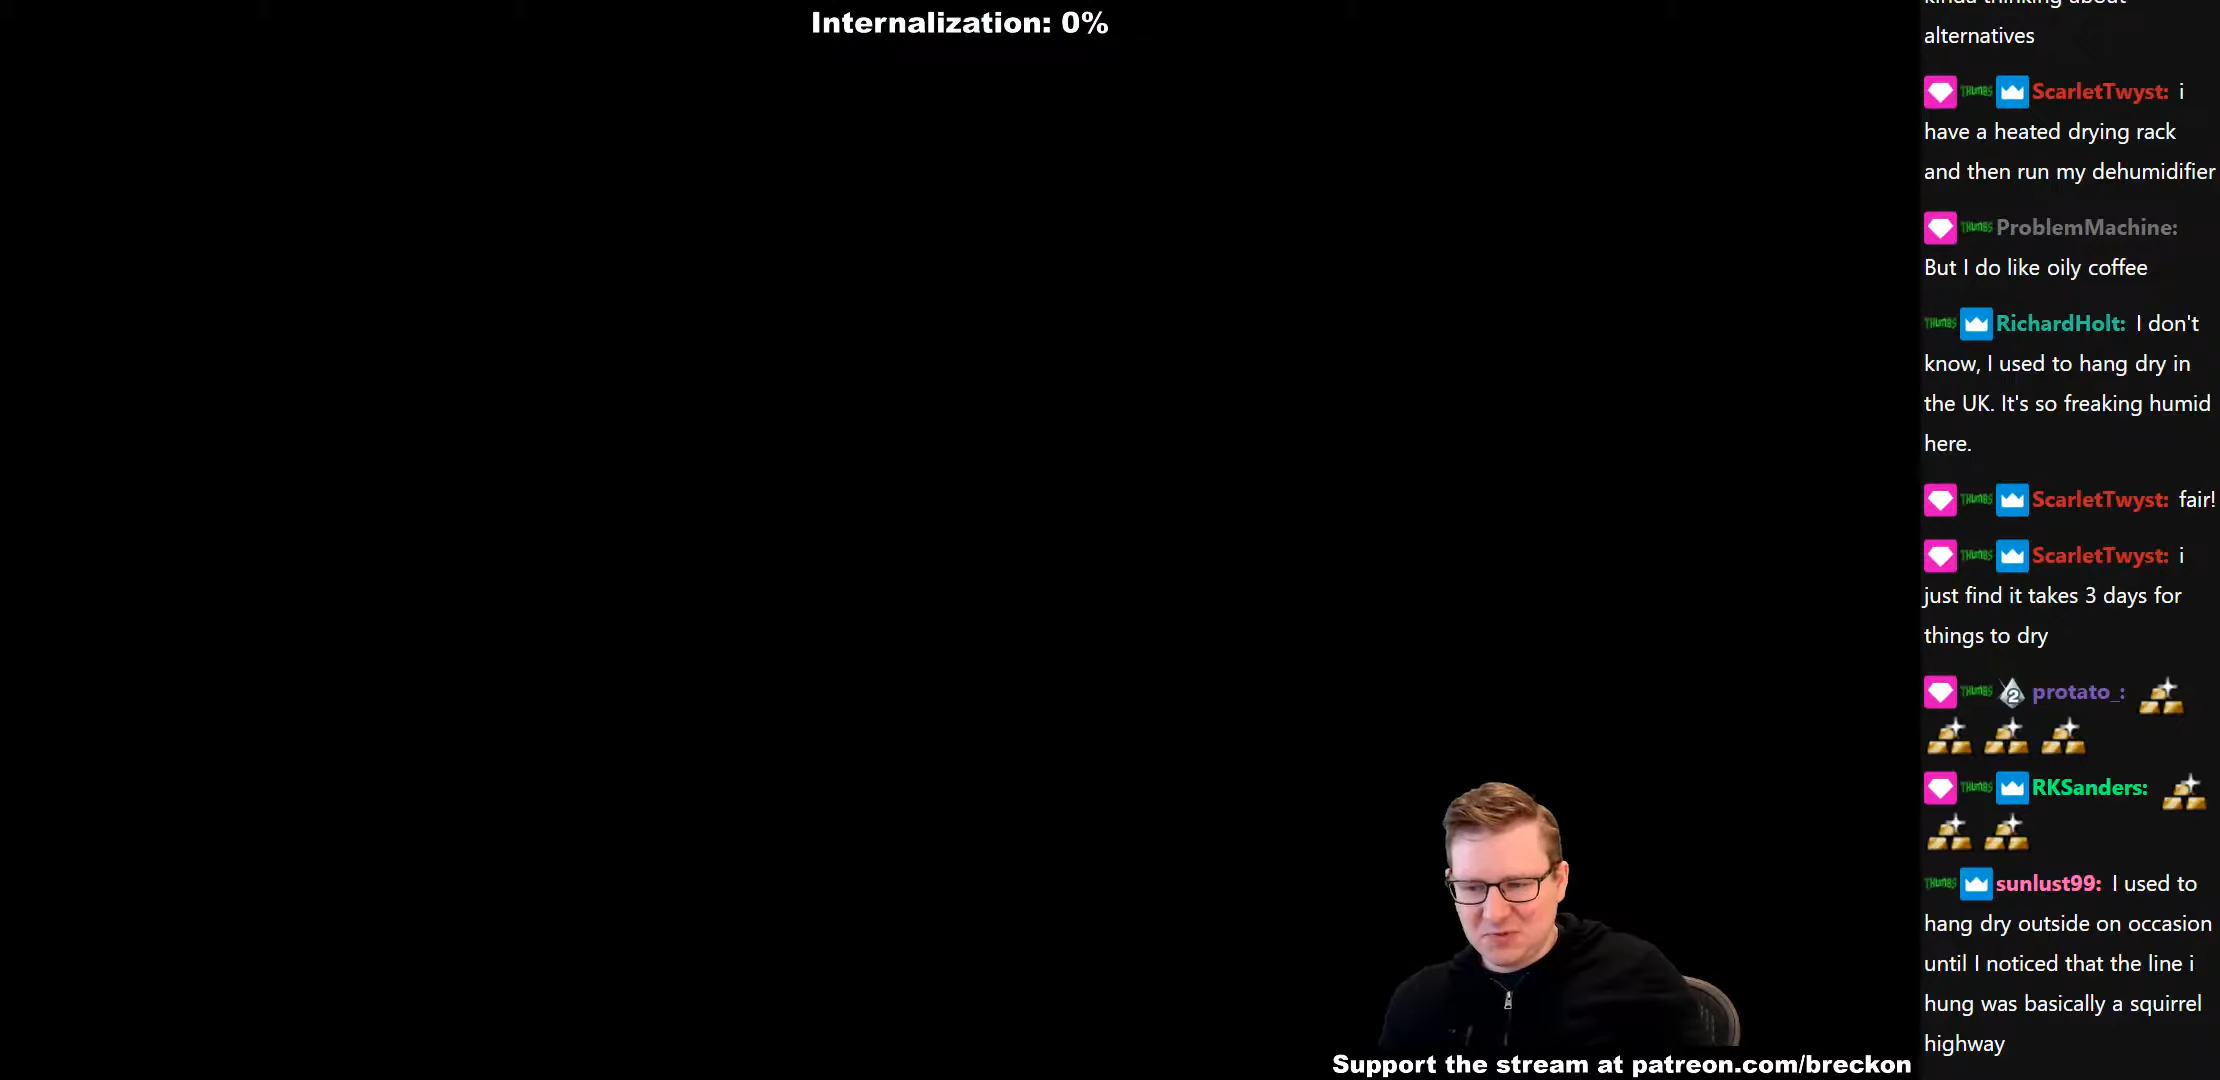 Internalization: 0%
alternatives
ScarletTwyst: i
have a heated drying rack
and then run my dehumidifier
ProblemMachine:
But I do like oily coffee
RichardHolt: I don't
know, I used to hang dry in
the UK. It's so freaking humid
here.
ScarletTwyst: fair!
ScarletTwyst: i
just find it takes 3 days for
things to dry
2 protato_:
RKSanders:
sunlust99: I used to
hang dry outside on occasion
until I noticed that the line i
hung was basically a squirrel
highway
Support the stream at patreon.com/breckon